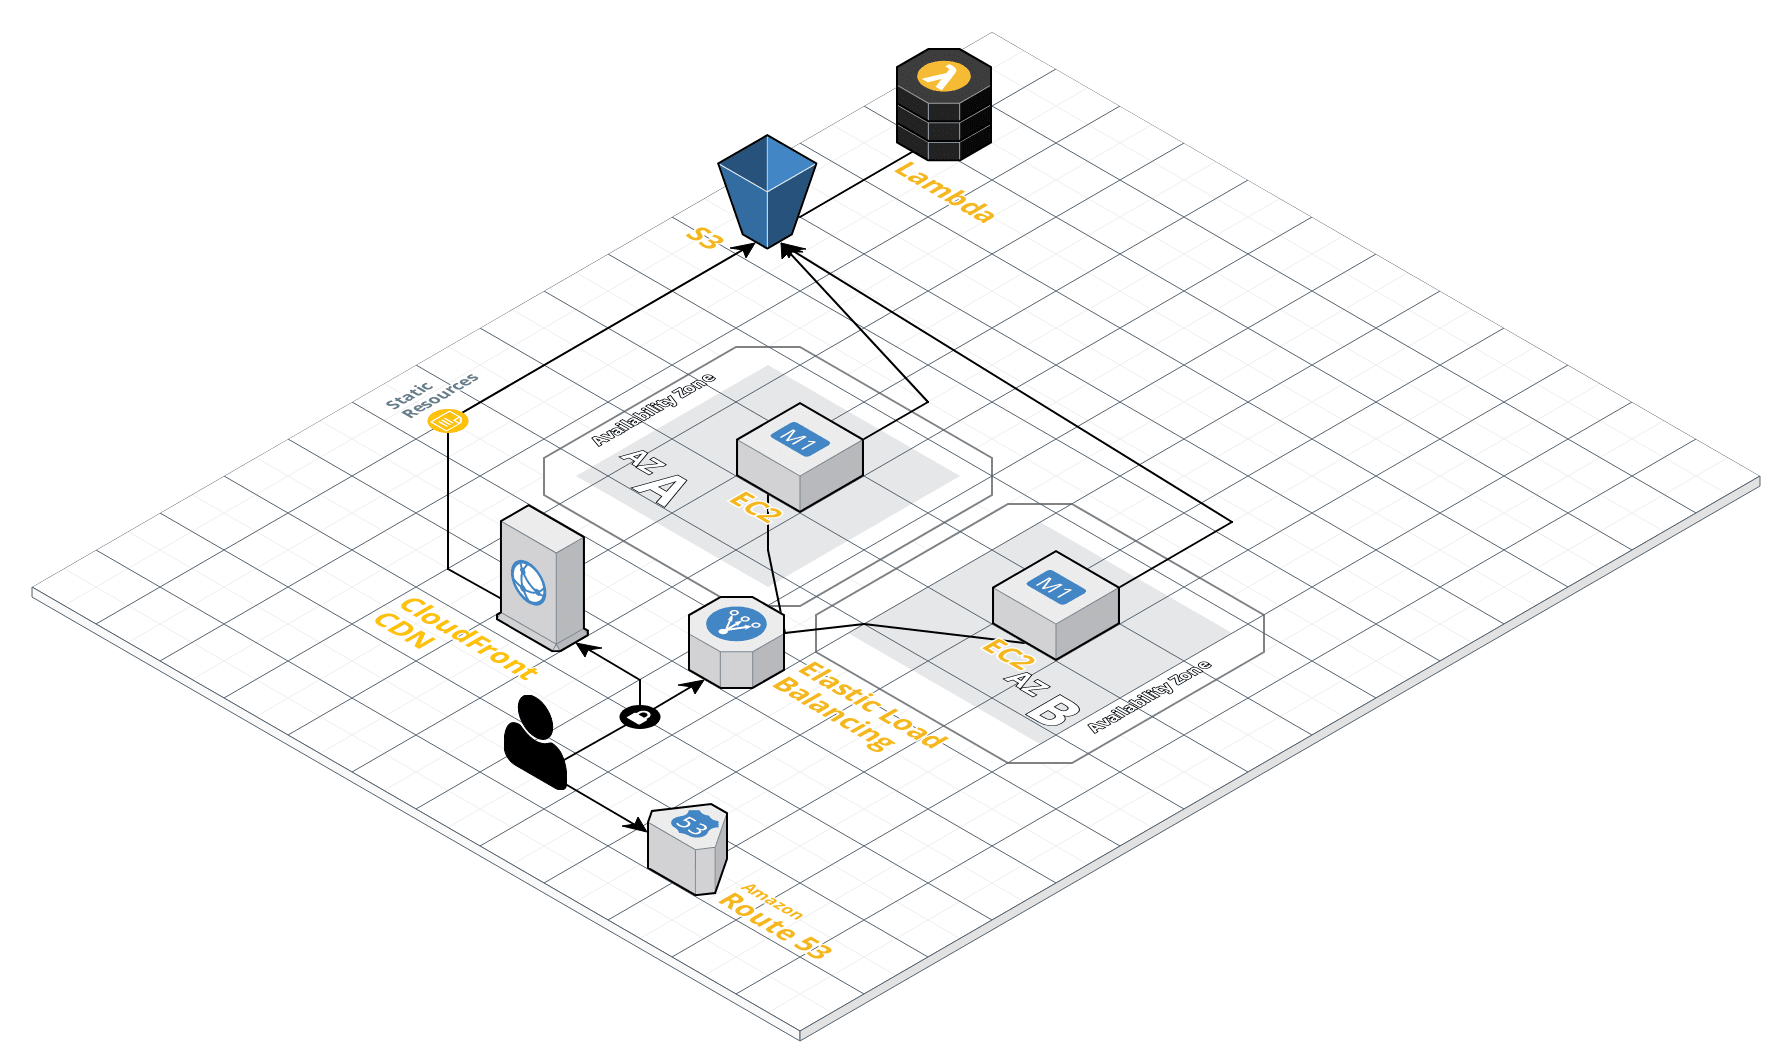 Lambda
S3
Static
Resources
Availability Zone
AZ A
M1
EC2
M1
EC2
AZ B
Availability Zone
CloudFront
CDN
Elastic Load
Balancing
53
Amazon
Route 53